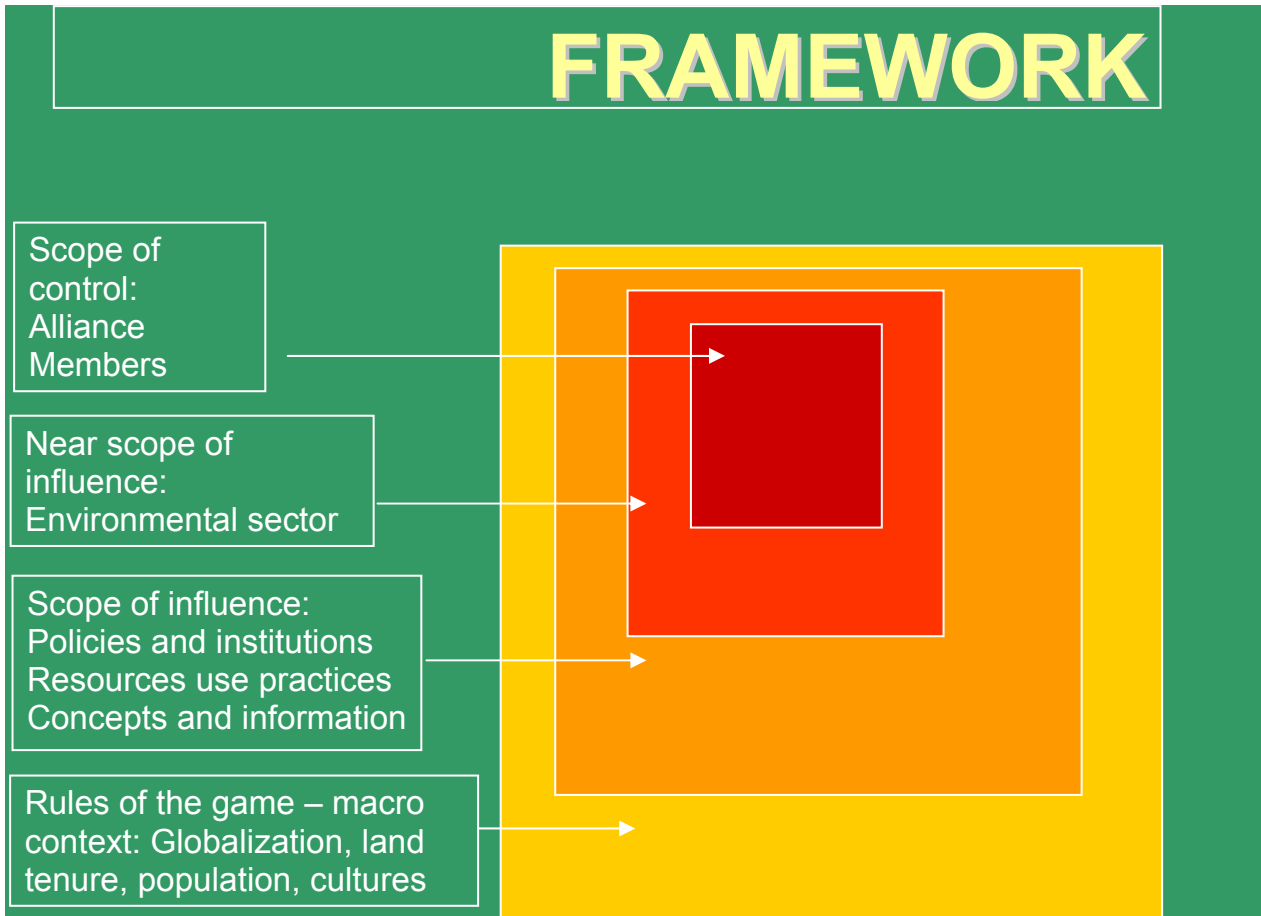 FRAMEWORK
Scope of
control:
Alliance
Members
Near scope of
influence:
Environmental sector
Scope of influence:
Policies and institutions
Resources use practices
Concepts and information
Rules of the game – macro
context: Globalization, land
tenure, population, cultures